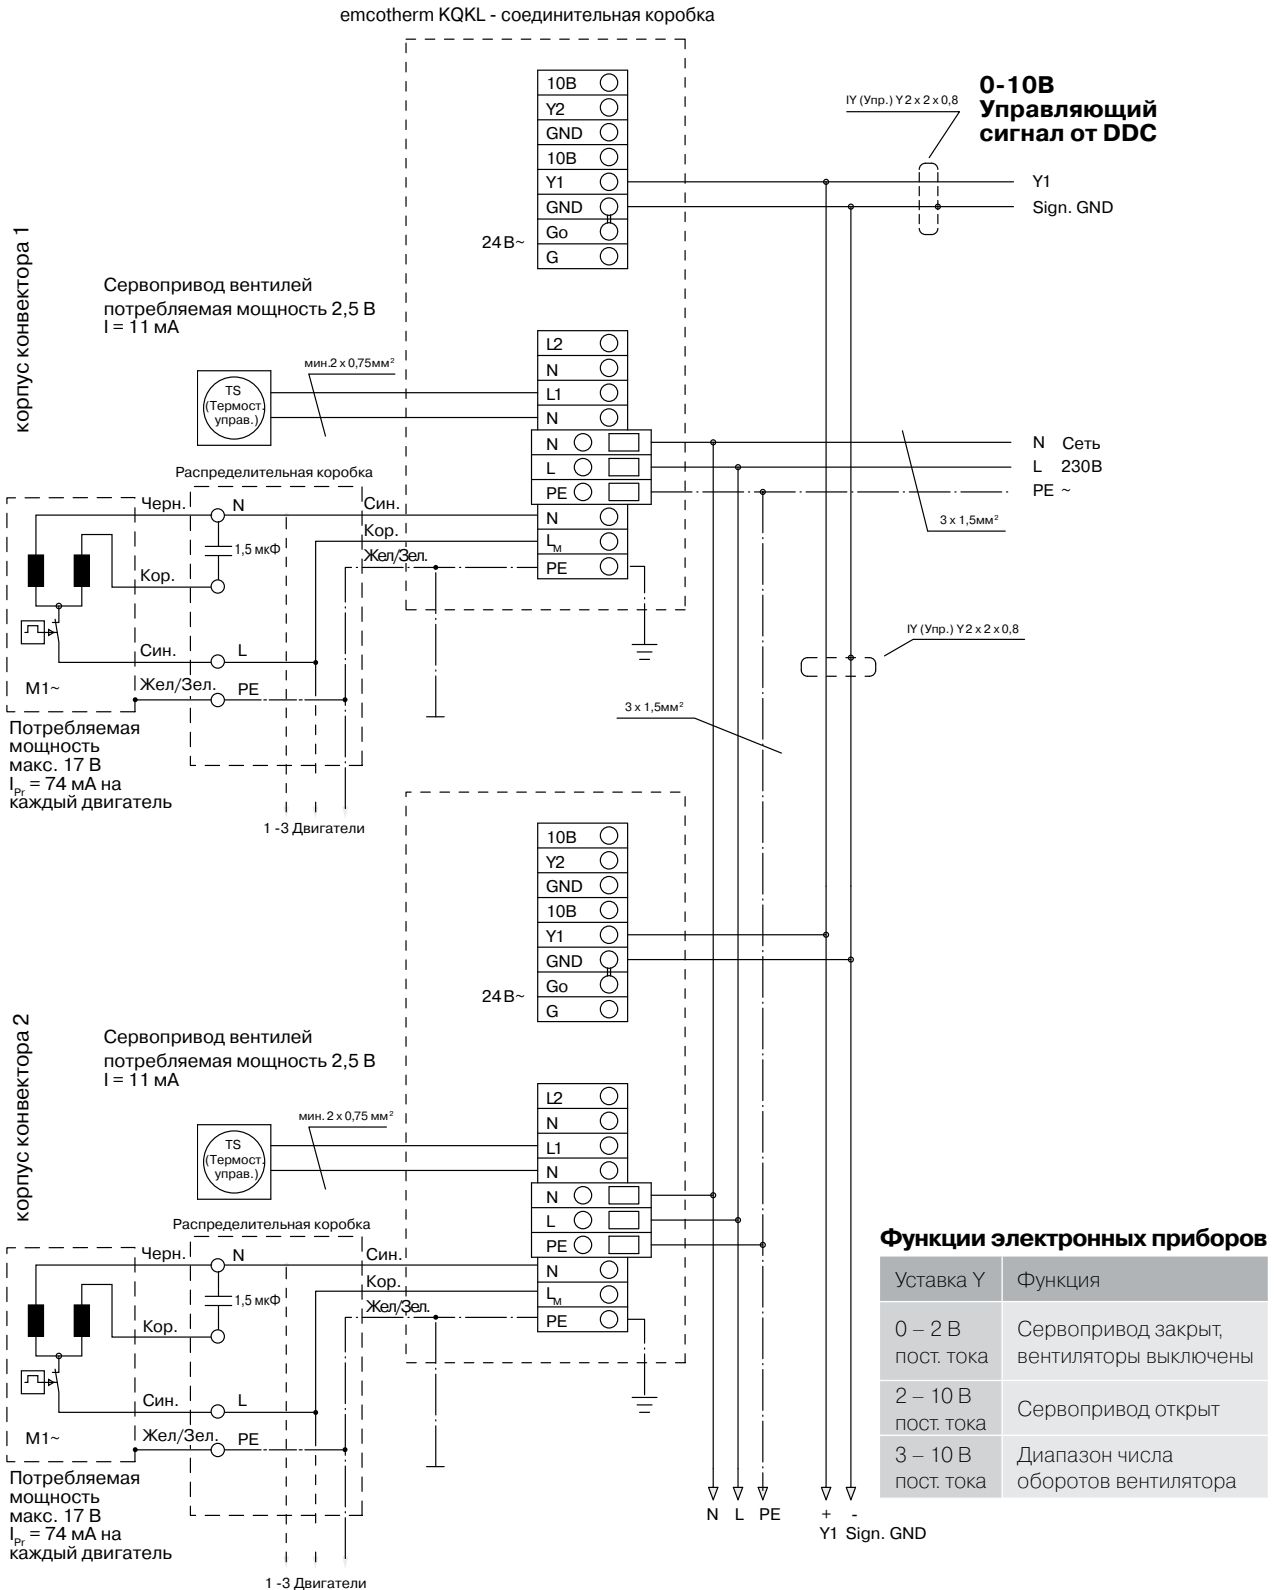 emcotherm KQKL - соединительная коробка
10В
Y2
GND
10В
Y1
GND
Go
G
24В~
IY (Упр.) Y 2 x 2 x 0,8
0-10В
Управляющий
сигнал от DDC
Y1
Sign. GND
корпус конвектора 1
Сервопривод вентилей
потребляемая мощность 2,5 В
I = 11 мА
мин.2 x 0,75мм²
TS
(Термост.
управ.)
L2
N
L1
N
N
L
PE
N
LM
PE
N Сеть
L 230В
PE ~
3 x 1,5мм²
Распределительная коробка
Черн.
N
Син.
Кор.
Жел/Зел.
1,5 мкФ
Кор.
Син.
L
Жел/Зел.
PE
M1~
Потребляемая
мощность
макс. 17 В
IPr = 74 мА на
каждый двигатель
1 -3 Двигатели
IY (Упр.) Y 2 x 2 x 0,8
3 x 1,5мм²
10В
Y2
GND
10В
Y1
GND
Go
G
24В~
корпус конвектора 2
Сервопривод вентилей
потребляемая мощность 2,5 В
I = 11 мА
мин. 2 x 0,75 мм²
TS
(Термост.
управ.)
L2
N
L1
N
N
L
PE
N
LM
PE
Распределительная коробка
Черн.
N
Син.
Кор.
Жел/Зел.
1,5 мкФ
Кор.
Син.
L
Жел/Зел.
PE
M1~
Потребляемая
мощность
макс. 17 В
IPr = 74 мА на
каждый двигатель
1 -3 Двигатели
N L PE + -
Y1 Sign. GND
Функции электронных приборов
Уставка Y Функция
0 – 2 В
пост. тока
Сервопривод закрыт,
вентиляторы выключены
2 – 10 В
пост. тока
Сервопривод открыт
3 – 10 В
пост. тока
Диапазон числа
оборотов вентилятора